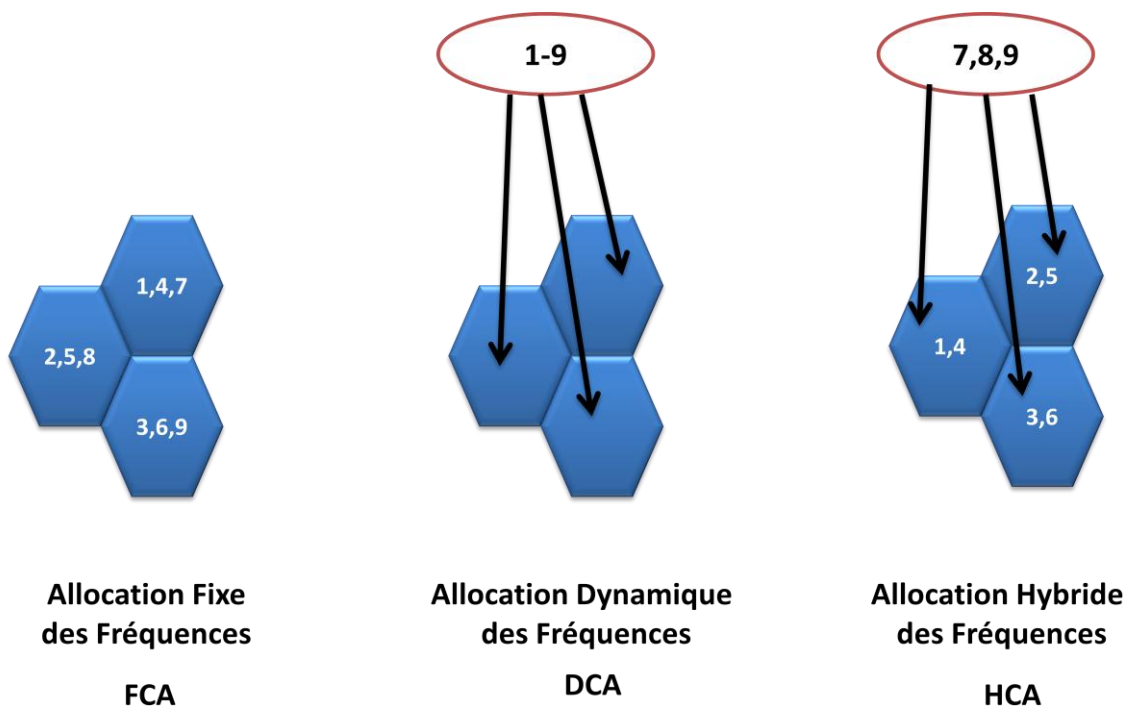 1-9
7,8,9
1,4,7
2,5,8
3,6,9
2,5
1,4
3,6
Allocation Fixe
des Fréquences
FCA
Allocation Dynamique
des Fréquences
DCA
Allocation Hybride
des Fréquences
HCA